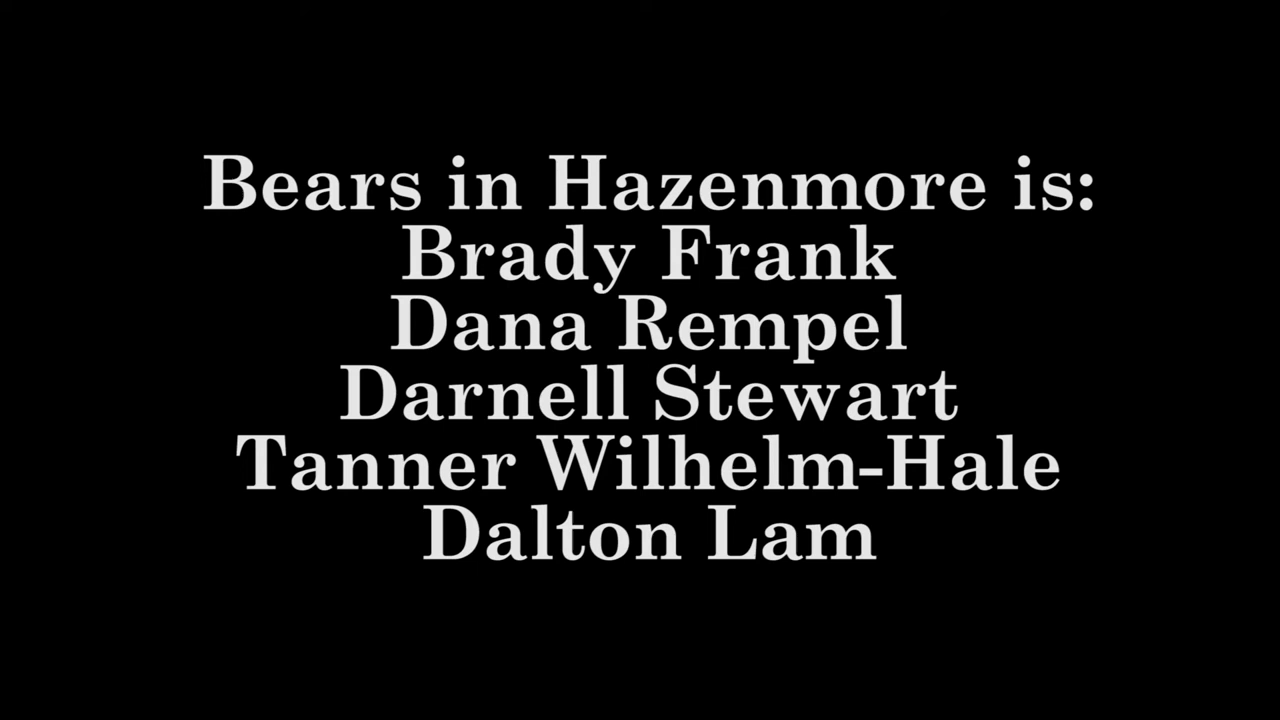 Bears in Hazenmore is:
Brady Frank
Dana Rempel
Darnell Stewart
Tanner Wilhelm-Hale
Dalton Lam